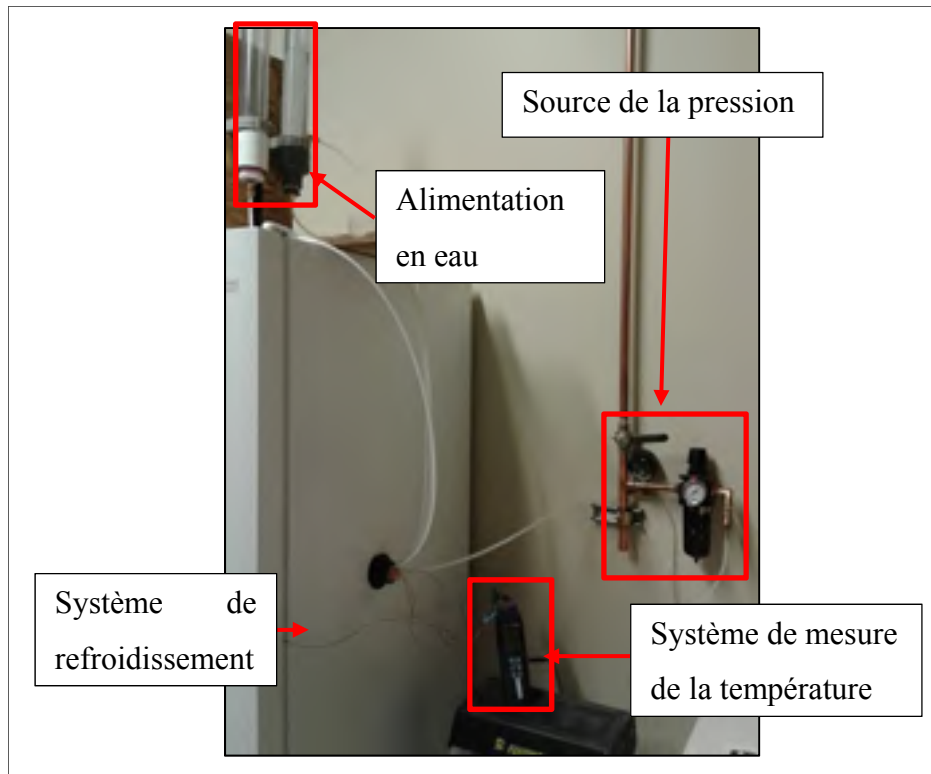 Source de la pression
Alimentation
en eau
Système de
refroidissement
Système de mesure
de la température